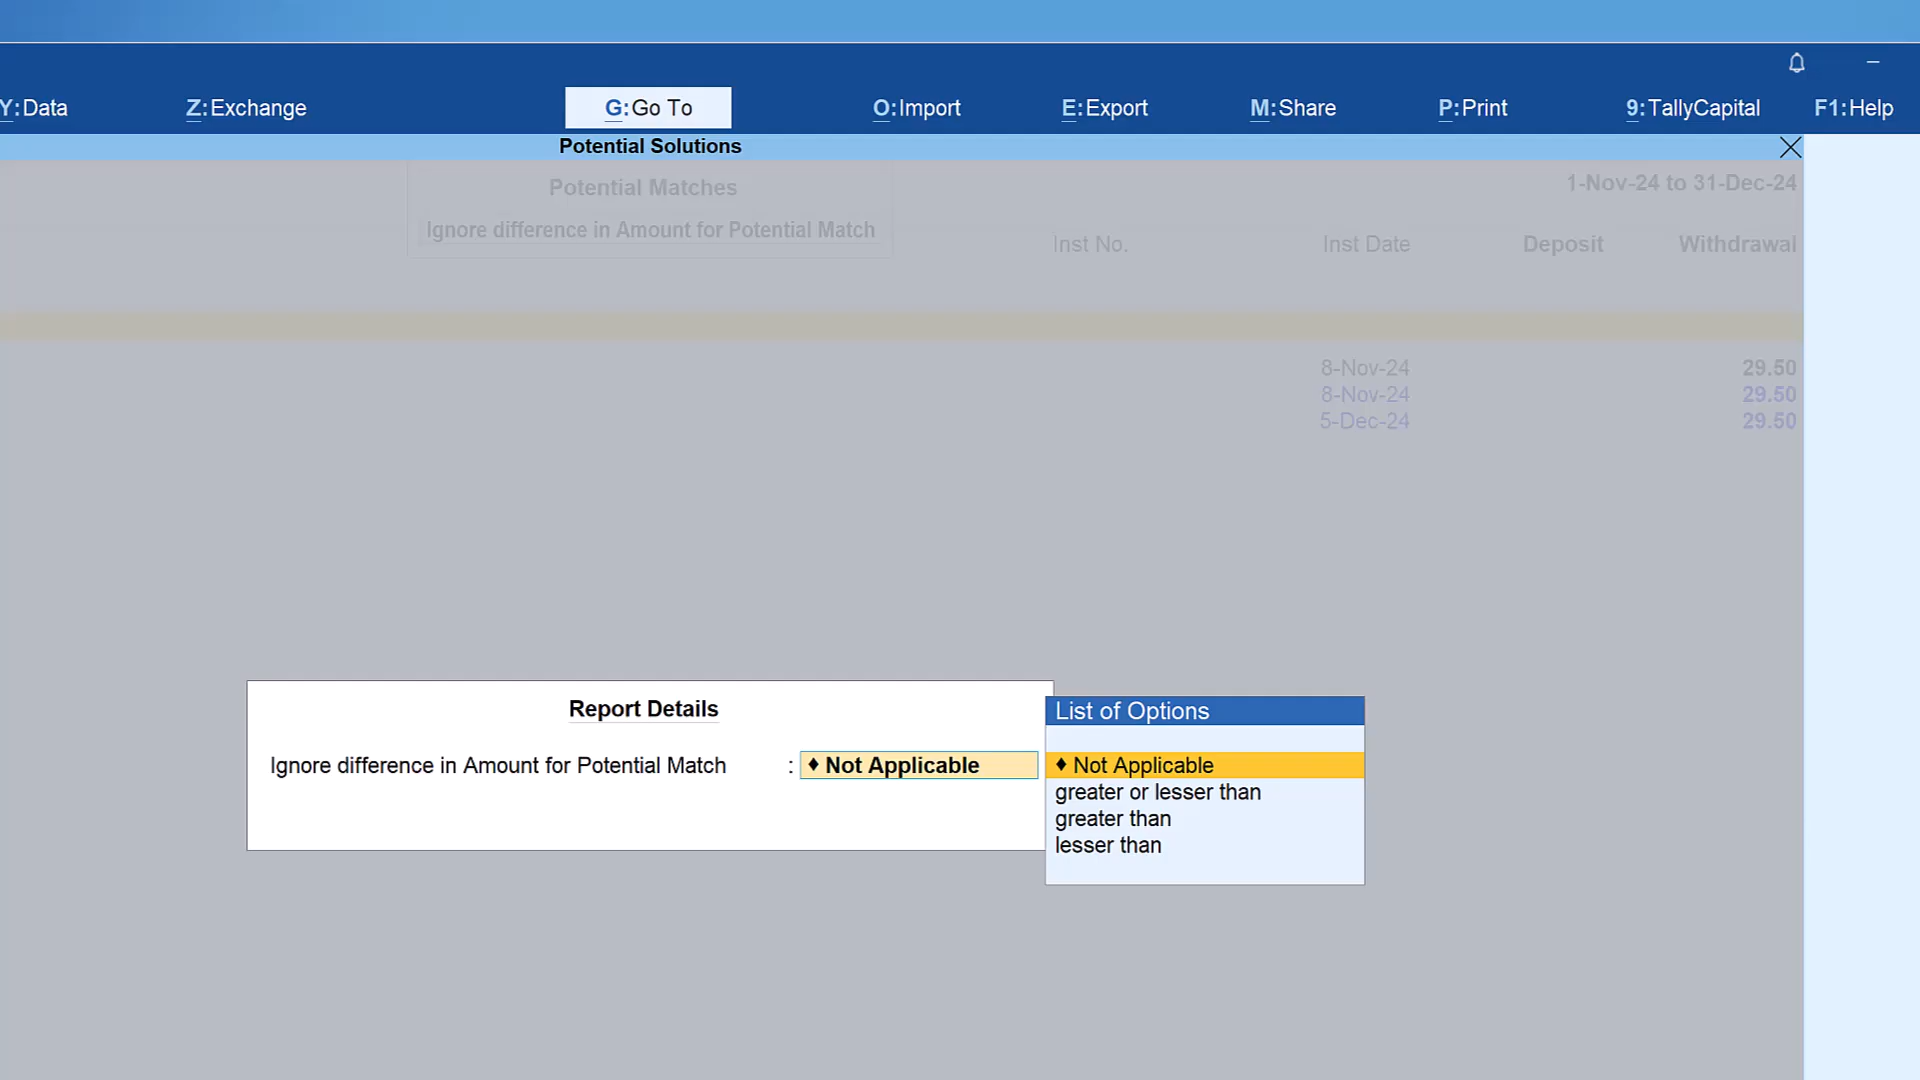 Y:Data Z:Exchange G:Go To O:Import E:Export M:Share P:Print 9:TallyCapital F1:Help
Potential Solutions
Potential Matches 1-Nov-24 to 31-Dec-24
Ignore difference in Amount for Potential Match
Inst No. Inst Date Deposit Withdrawal
8-Nov-24 29.50
8-Nov-24 29.50
5-Dec-24 29.50
Report Details
Ignore difference in Amount for Potential Match : ♦ Not Applicable
List of Options
♦ Not Applicable
greater or lesser than
greater than
lesser than